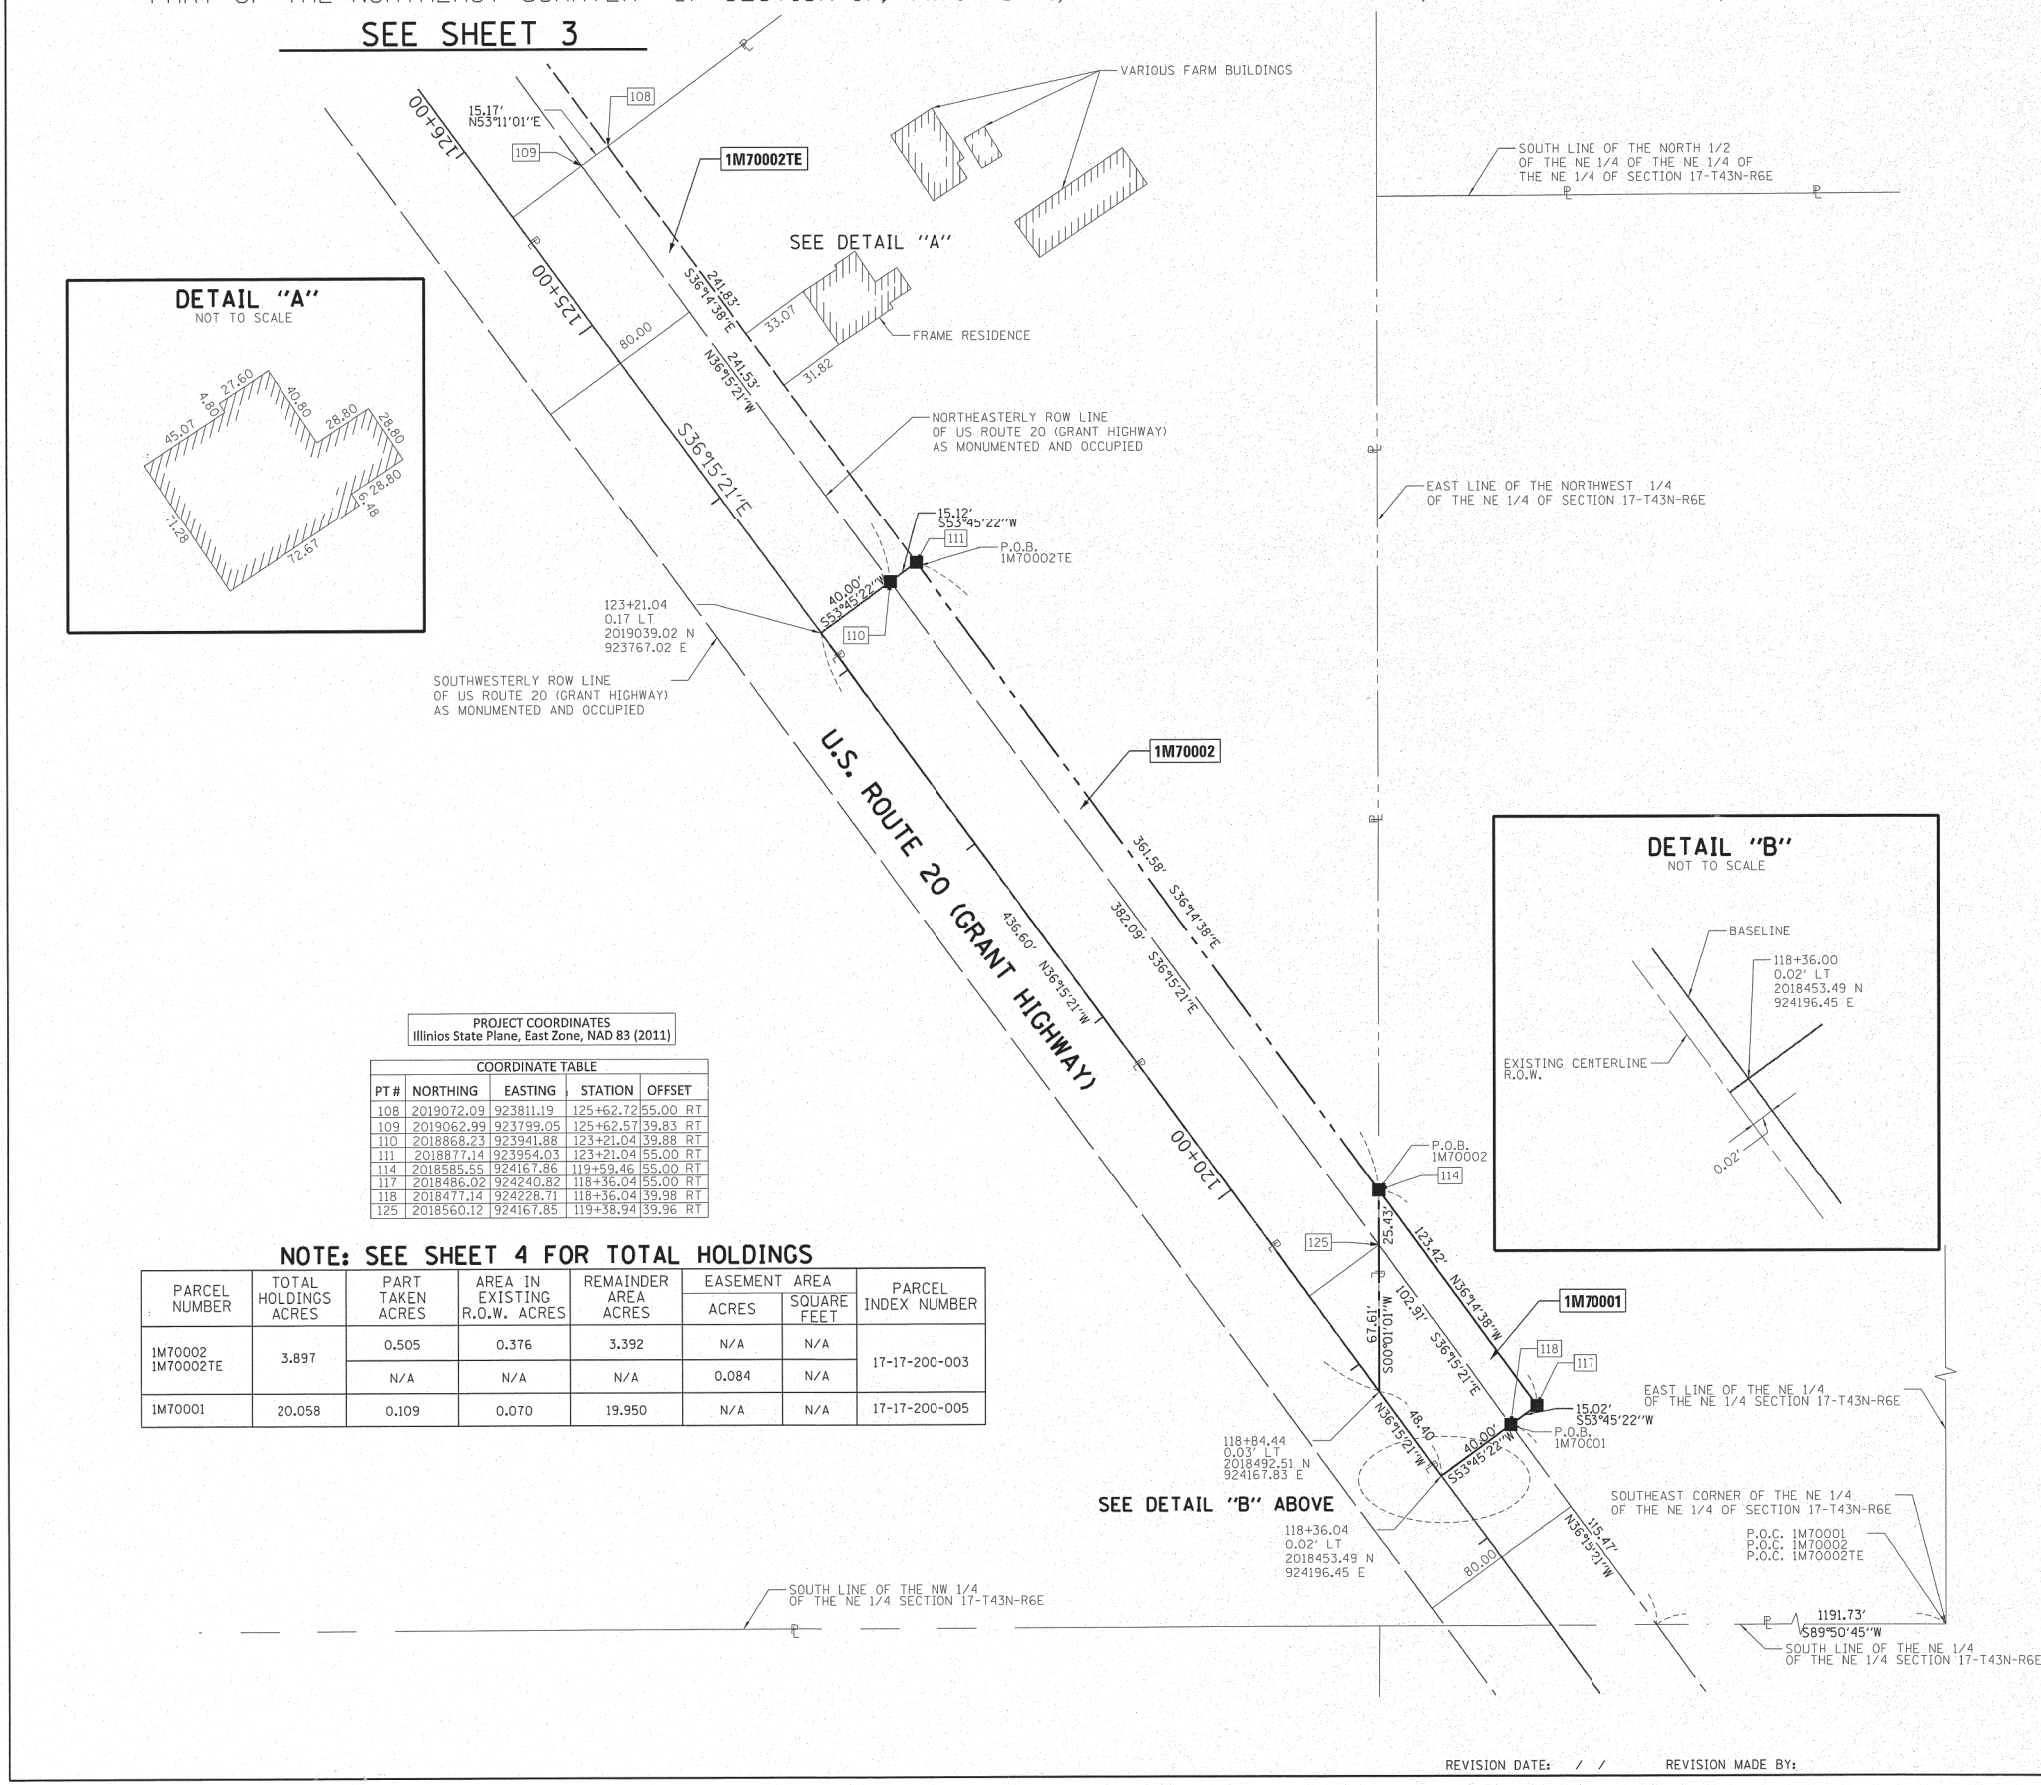 SEE SHEET 3
108
VARIOUS FARM BUILDINGS
126+00
15.17'
N53°11'01"E
109
1M70002TE
SOUTH LINE OF THE NORTH 1/2
OF THE NE 1/4 OF THE NE 1/4 OF
THE NE 1/4 OF SECTION 17-T43N-R6E
SEE DETAIL "A"
125+00
80.00
241.83'
S36°14'38"E
241.53'
N36°15'21"W
33.07
31.82
FRAME RESIDENCE
DETAIL "A"
NOT TO SCALE
45.07
4.80
27.60
40.80
28.80
28.80
28.80
6.48
72.67
71.28
S36°15'21"E
NORTHEASTERLY ROW LINE
OF US ROUTE 20 (GRANT HIGHWAY)
AS MONUMENTED AND OCCUPIED
EAST LINE OF THE NORTHWEST 1/4
OF THE NE 1/4 OF SECTION 17-T43N-R6E
15.12'
S53°45'22"W
111
P.O.B.
1M70002TE
40.00'
S53°45'22"W
110
123+21.04
0.17 LT
2019039.02 N
923767.02 E
SOUTHWESTERLY ROW LINE
OF US ROUTE 20 (GRANT HIGHWAY)
AS MONUMENTED AND OCCUPIED
U.S. ROUTE 20 (GRANT HIGHWAY)
1M70002
361.58' S36°14'38"E
382.09' S36°15'21"E
436.60' N36°15'21"W
DETAIL "B"
NOT TO SCALE
BASELINE
118+36.00
0.02' LT
2018453.49 N
924196.45 E
EXISTING CENTERLINE
R.O.W.
0.02'
PROJECT COORDINATES
Illinios State Plane, East Zone, NAD 83 (2011)
COORDINATE TABLE
PT # NORTHING EASTING STATION OFFSET
108 2019072.09 923811.19 125+62.72 55.00 RT
109 2019062.99 923799.05 125+62.57 39.83 RT
110 2018868.23 923941.88 123+21.04 39.88 RT
111 2018877.14 923954.03 123+21.04 55.00 RT
114 2018585.55 924167.86 119+59.46 55.00 RT
117 2018486.02 924240.82 118+36.04 55.00 RT
118 2018477.14 924228.71 118+36.04 39.98 RT
125 2018560.12 924167.85 119+38.94 39.96 RT
120+00
P.O.B.
1M70002
114
125
25.43'
67.61'
S00°01'01"W
123.42' N36°14'38"W
102.91' S36°15'21"E
1M70001
NOTE: SEE SHEET 4 FOR TOTAL HOLDINGS
PARCEL NUMBER TOTAL HOLDINGS ACRES PART TAKEN ACRES AREA IN EXISTING R.O.W. ACRES REMAINDER AREA ACRES EASEMENT AREA PARCEL INDEX NUMBER
ACRES SQUARE FEET
1M70002 3.897 0.505 0.376 3.392 N/A N/A 17-17-200-003
1M70002TE N/A N/A N/A 0.084 N/A
1M70001 20.058 0.109 0.070 19.950 N/A N/A 17-17-200-005
118
117
EAST LINE OF THE NE 1/4
OF THE NE 1/4 SECTION 17-T43N-R6E
15.02'
S53°45'22"W
P.O.B.
1M70001
48.40'
N36°15'21"W
40.00'
S53°45'22"W
118+84.44
0.03' LT
2018492.51 N
924167.83 E
SEE DETAIL "B" ABOVE
118+36.04
0.02' LT
2018453.49 N
924196.45 E
80.00
115.47'
N36°15'21"W
SOUTHEAST CORNER OF THE NE 1/4
OF THE NE 1/4 OF SECTION 17-T43N-R6E
P.O.C. 1M70001
P.O.C. 1M70002
P.O.C. 1M70002TE
SOUTH LINE OF THE NW 1/4
OF THE NE 1/4 SECTION 17-T43N-R6E
1191.73'
S89°50'45"W
SOUTH LINE OF THE NE 1/4
OF THE NE 1/4 SECTION 17-T43N-R6E
REVISION DATE: / / REVISION MADE BY: